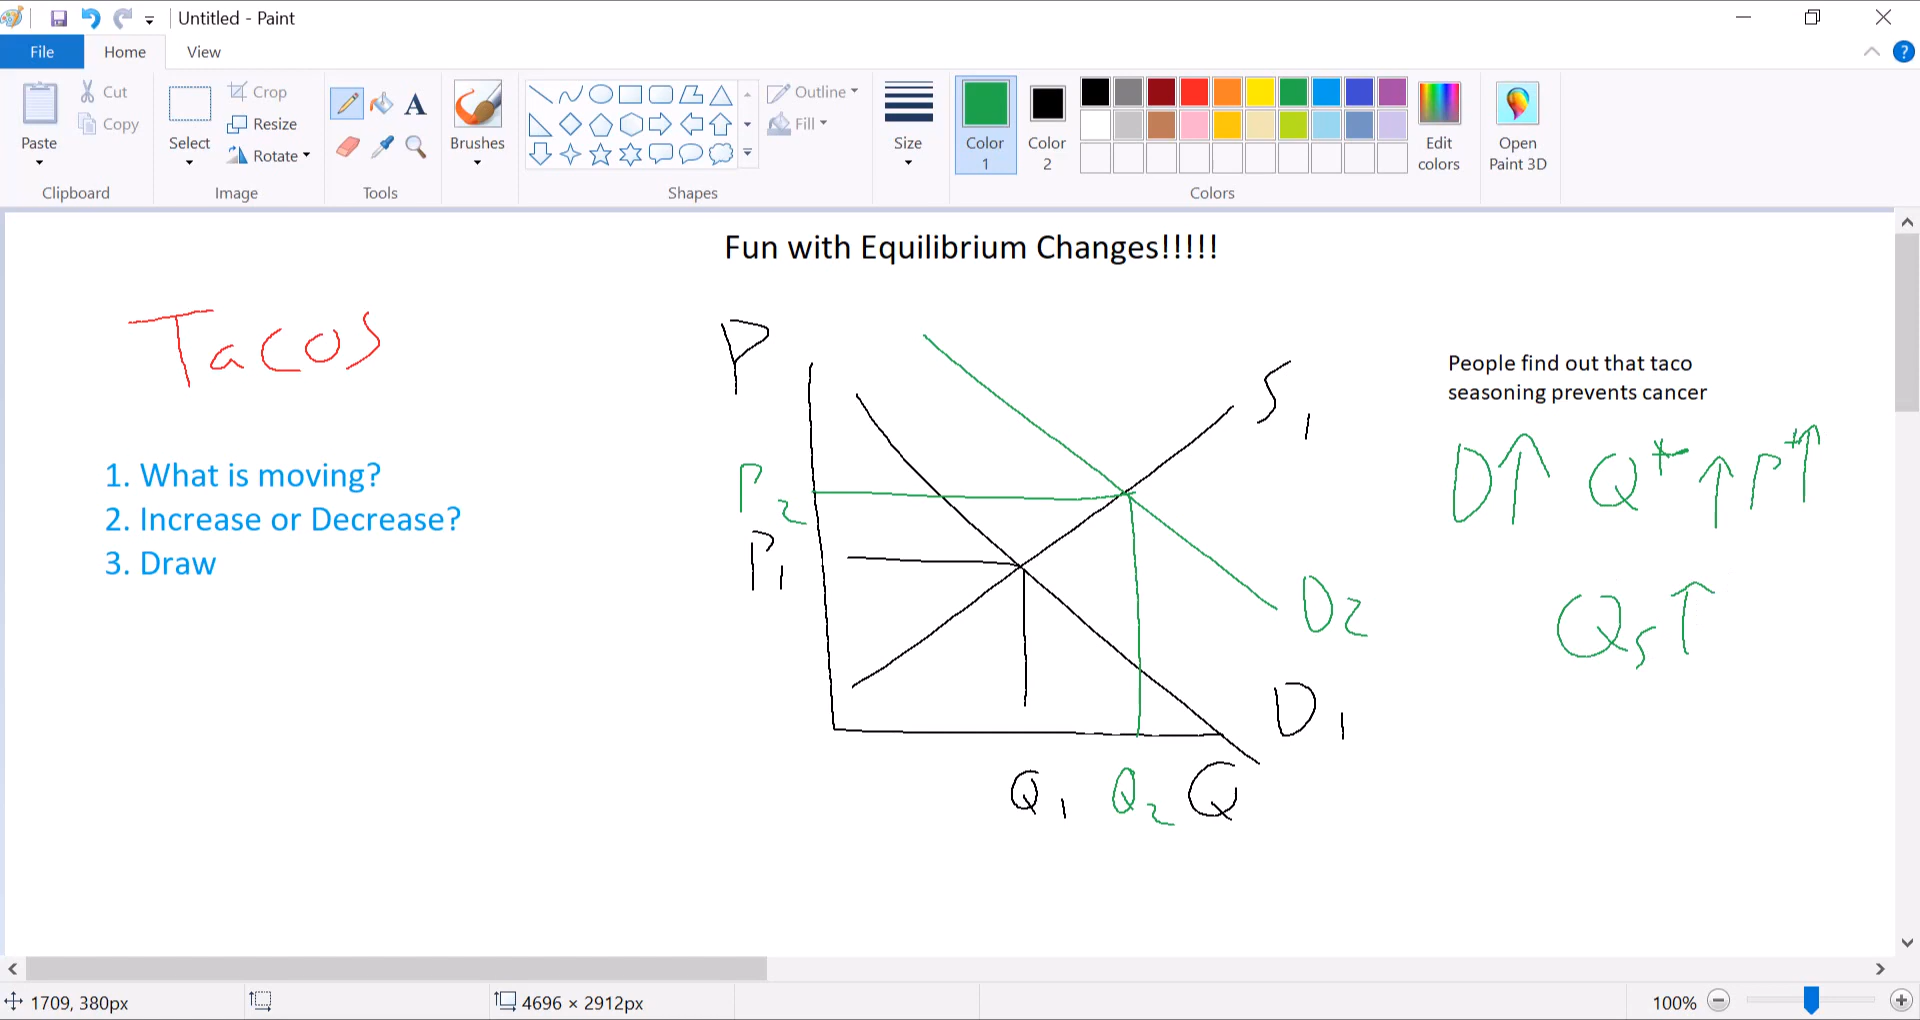 Untitled - Paint
File Home View
Paste
Cut
Copy
Clipboard
Select
Crop
Resize
Rotate
Image
A
Tools
Brushes
Shapes
Outline
Fill
Size
Color 1
Color 2
Colors
Edit colors
Open Paint 3D
?
Fun with Equilibrium Changes!!!!!
Tacos
1. What is moving?
2. Increase or Decrease?
3. Draw
P
S1
P2
P1
D2
D1
Q1 Q2 Q
People find out that taco
seasoning prevents cancer
D↑ Q*↑ P*↑
Qs↑
1709, 380px
4696 × 2912px
100%